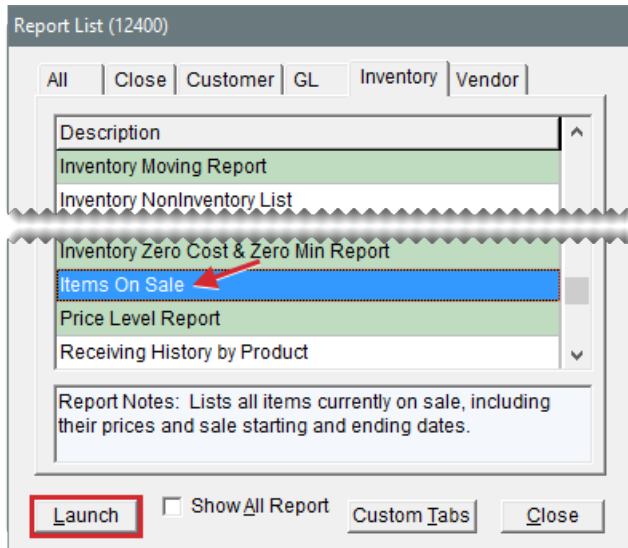 Report List (12400)
All Close Customer GL Inventory Vendor
Description
Inventory Moving Report
Inventory NonInventory List
Inventory Zero Cost & Zero Min Report
Items On Sale
Price Level Report
Receiving History by Product
Report Notes: Lists all items currently on sale, including
their prices and sale starting and ending dates.
Launch Show All Report Custom Tabs Close